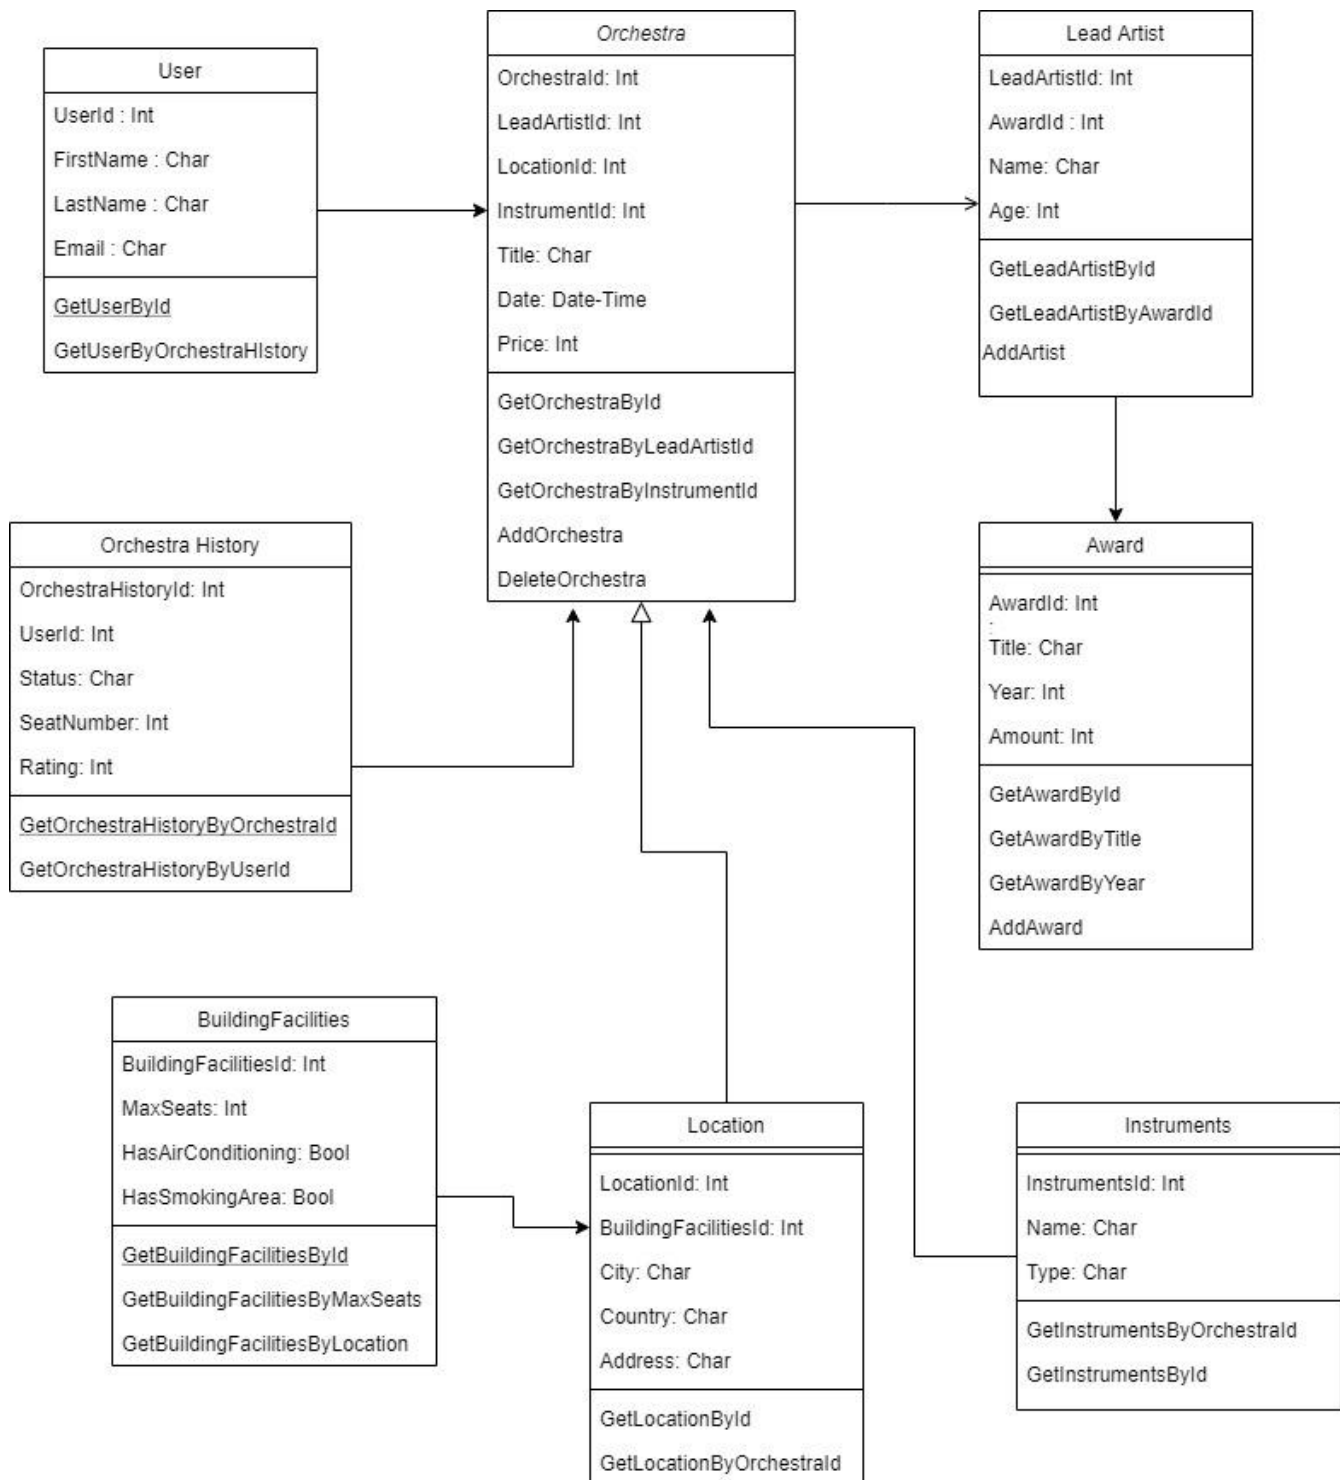 User
UserId : Int
FirstName : Char
LastName : Char
Email : Char
GetUserById
GetUserByOrchestraHIstory
Orchestra
OrchestraId: Int
LeadArtistId: Int
LocationId: Int
InstrumentId: Int
Title: Char
Date: Date-Time
Price: Int
GetOrchestraById
GetOrchestraByLeadArtistId
GetOrchestraByInstrumentId
AddOrchestra
DeleteOrchestra
Lead Artist
LeadArtistId: Int
AwardId : Int
Name: Char
Age: Int
GetLeadArtistById
GetLeadArtistByAwardId
AddArtist
Orchestra History
OrchestraHistoryId: Int
UserId: Int
Status: Char
SeatNumber: Int
Rating: Int
GetOrchestraHistoryByOrchestraId
GetOrchestraHistoryByUserId
Award
AwardId: Int
:
Title: Char
Year: Int
Amount: Int
GetAwardById
GetAwardByTitle
GetAwardByYear
AddAward
BuildingFacilities
BuildingFacilitiesId: Int
MaxSeats: Int
HasAirConditioning: Bool
HasSmokingArea: Bool
GetBuildingFacilitiesById
GetBuildingFacilitiesByMaxSeats
GetBuildingFacilitiesByLocation
Location
LocationId: Int
BuildingFacilitiesId: Int
City: Char
Country: Char
Address: Char
GetLocationById
GetLocationByOrchestraId
Instruments
InstrumentsId: Int
Name: Char
Type: Char
GetInstrumentsByOrchestraId
GetInstrumentsById